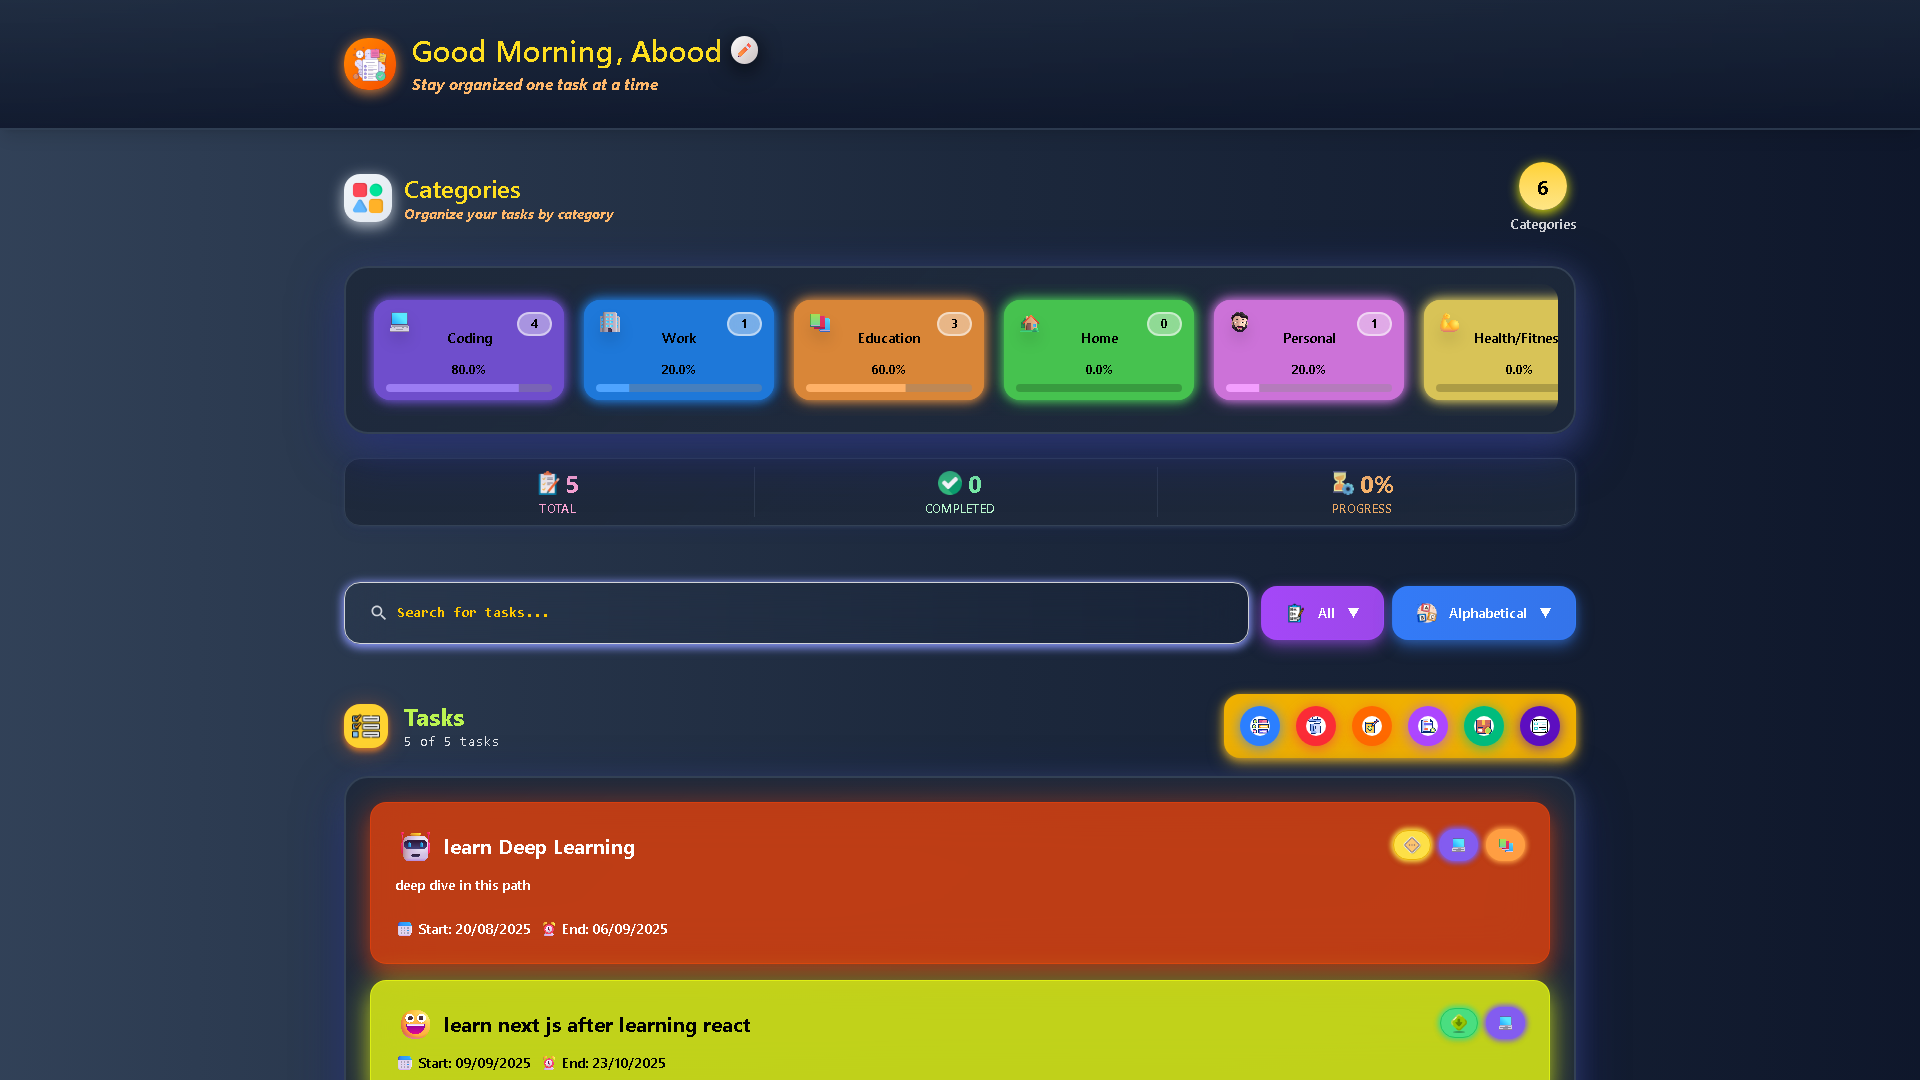 Good Morning, Abood
Stay organized one task at a time
Categories
Organize your tasks by category
6
Categories
Coding
4
80.0%
Work
1
20.0%
Education
3
60.0%
Home
0
0.0%
Personal
1
20.0%
Health/Fitnes
0.0%
5
TOTAL
0
COMPLETED
0%
PROGRESS
Search for tasks...
All ▼
Alphabetical ▼
Tasks
5 of 5 tasks
learn Deep Learning
deep dive in this path
Start: 20/08/2025 End: 06/09/2025
learn next js after learning react
Start: 09/09/2025 End: 23/10/2025